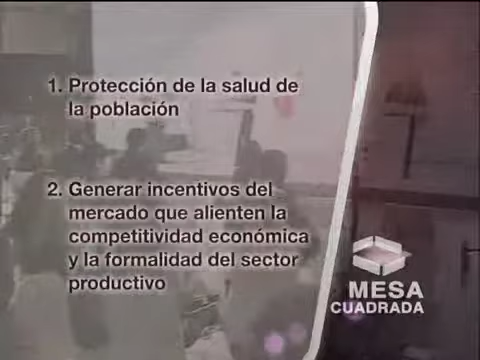 1. Protección de la salud de
la población
2. Generar incentivos del
mercado que alienten la
competitividad económica
y la formalidad del sector
productivo
MESA
CUADRADA